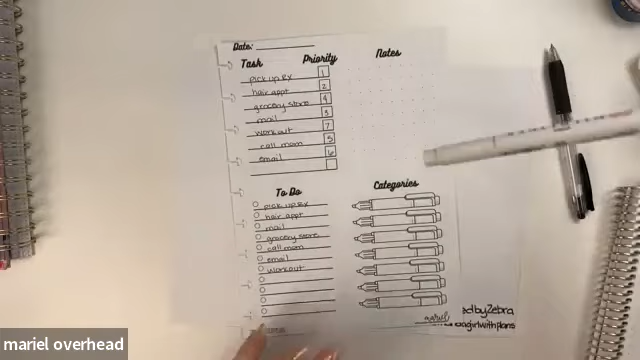 Date:
Task Priority Notes
pick up rx 1
hair appt 2
grocery store 4
mail 3
workout 7
call mom 5
email 6
To Do Categories
pick up rx
hair appt
mail
grocery store
call mom
email
workout
dbyZebra
agirlwithplans
mariel overhead